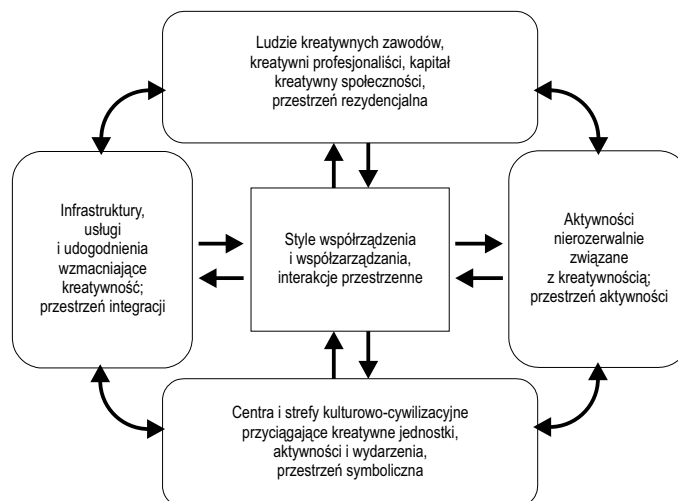 Ludzie kreatywnych zawodów,
kreatywni profesjonaliści, kapitał
kreatywny społeczności,
przestrzeń rezydencjalna
Infrastruktury,
usługi
i udogodnienia
wzmacniające
kreatywność;
przestrzeń integracji
Style współrządzenia
i współzarządzania,
interakcje przestrzenne
Aktywności
nierozerwalnie
związane
z kreatywnością;
przestrzeń aktywności
Centra i strefy kulturowo-cywilizacyjne
przyciągające kreatywne jednostki,
aktywności i wydarzenia,
przestrzeń symboliczna